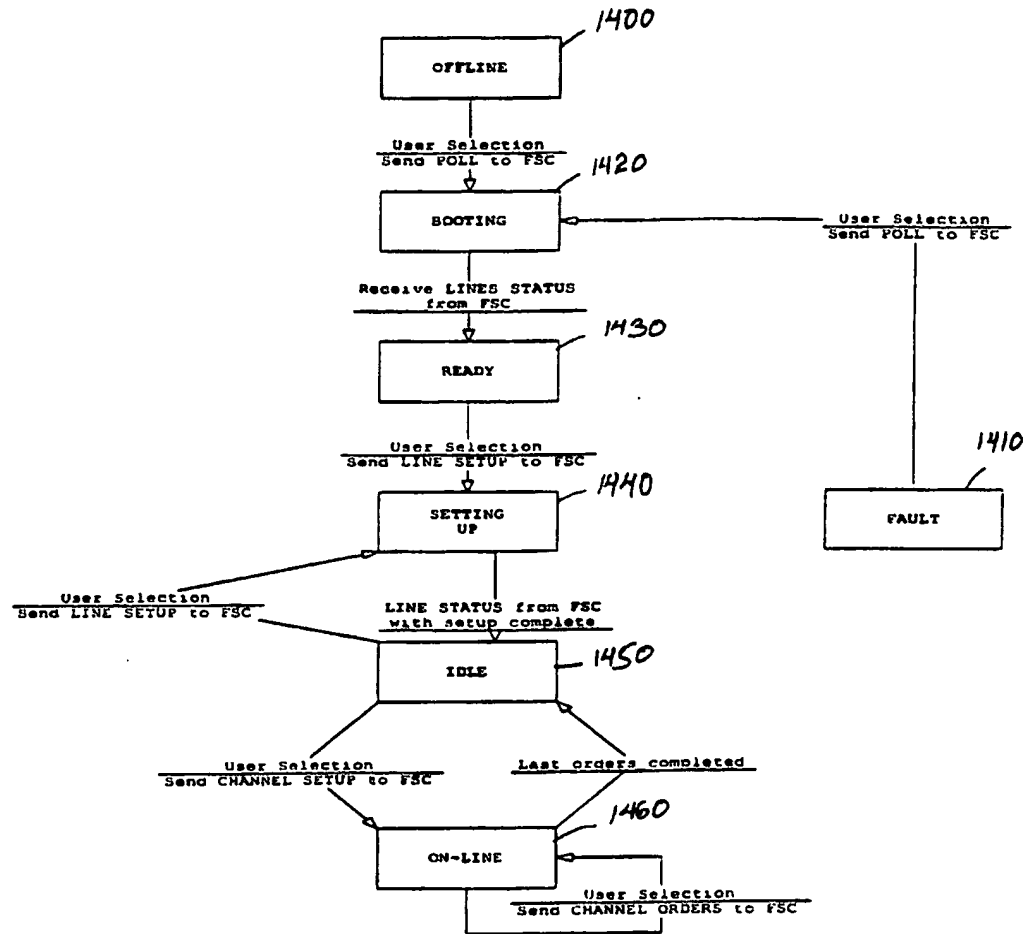 1400
OFFLINE
User Selection
Send POLL to FSC
1420
BOOTING
User Selection
Send POLL to FSC
Receive LINES STATUS
from FSC
1430
READY
User Selection
Send LINE SETUP to FSC
1410
1440
SETTING
UP
FAULT
User Selection
Send LINE SETUP to FSC
LINE STATUS from FSC
with setup complete
1450
IDLE
User Selection
Send CHANNEL SETUP to FSC
Last orders completed
1460
ON-LINE
User Selection
Send CHANNEL ORDERS to FSC